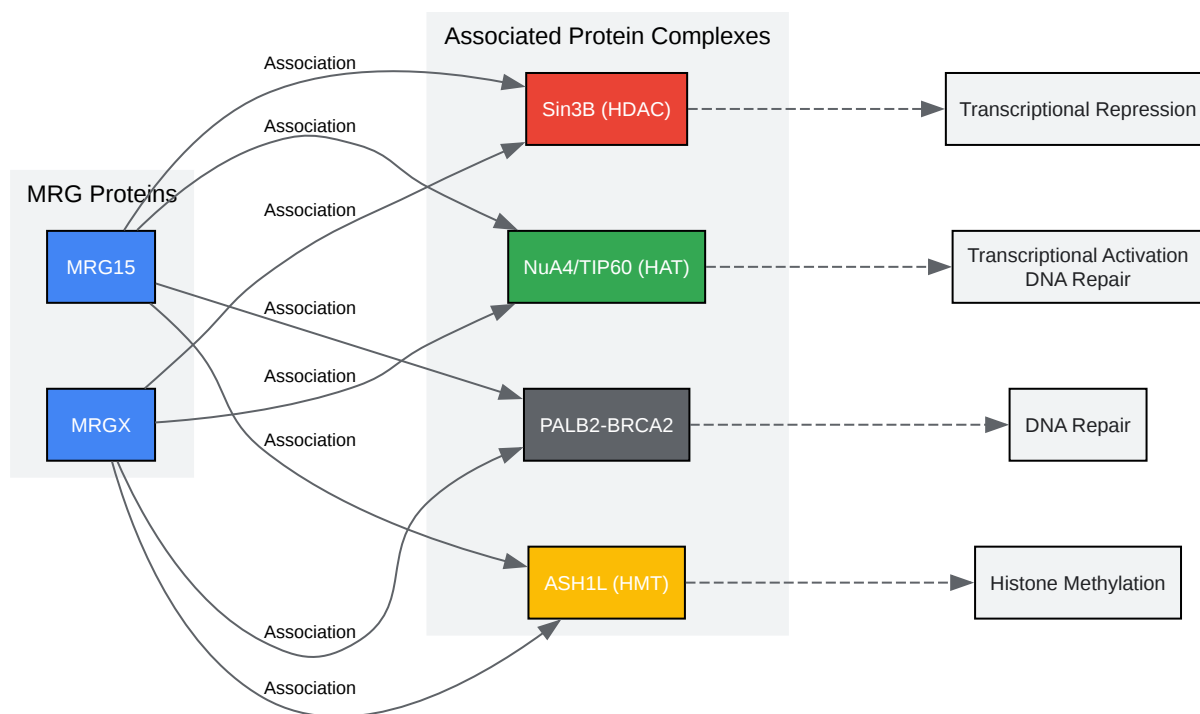 Associated Protein Complexes
Association
Sin3B (HDAC)
Transcriptional Repression
Association
MRG Proteins
Association
MRG15
NuA4/TIP60 (HAT)
Transcriptional Activation
DNA Repair
Association
Association
MRGX
PALB2-BRCA2
DNA Repair
Association
ASH1L (HMT)
Histone Methylation
Association
Association